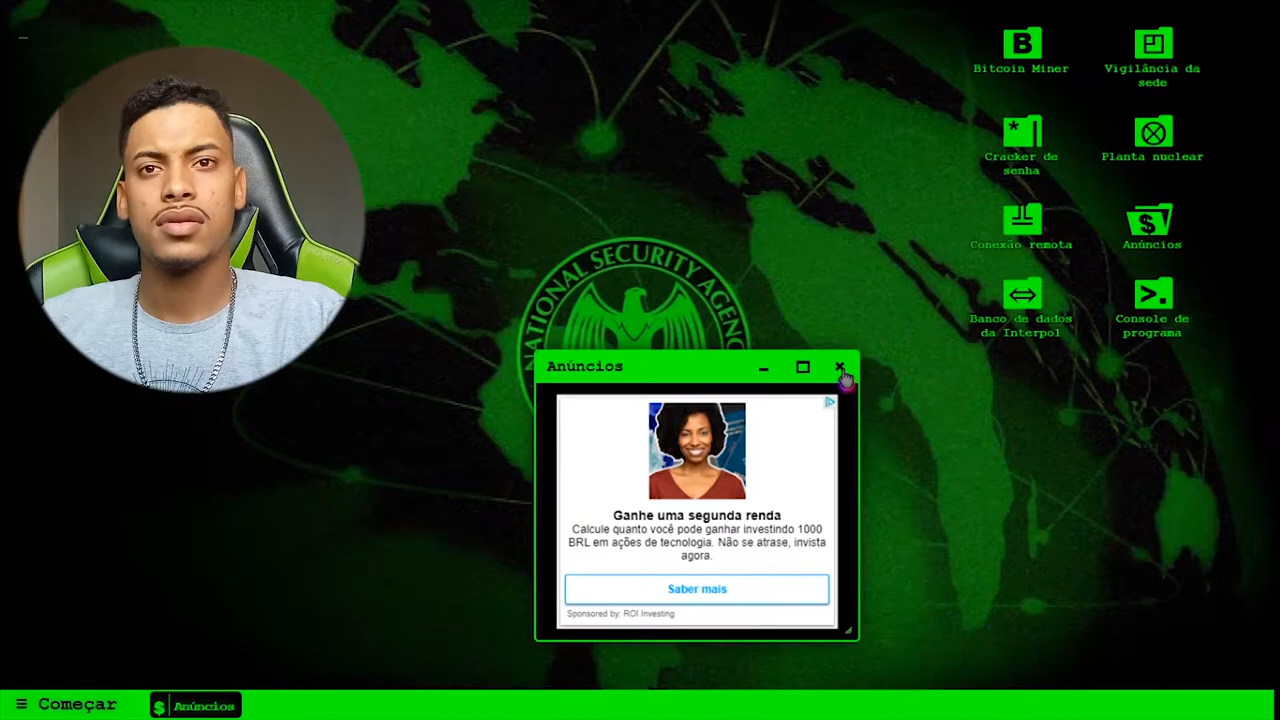 Bitcoin Miner
Vigilância da
sede
Cracker de
senha
Planta nuclear
Conexão remota
Anúncios
Banco de dados
da Interpol
Console de
programa
NATIONAL SECURITY AGENC
Anúncios
Ganhe uma segunda renda
Calcule quanto você pode ganhar investindo 1000
BRL em ações de tecnologia. Não se atrase, invista
agora.
Saber mais
Sponsored by: ROI Investing
Começar
Anúncios